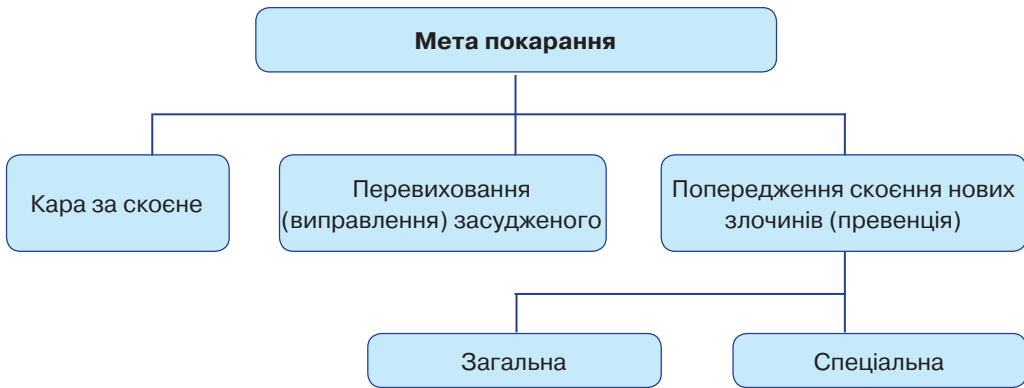 Мета покарання
Кара за скоєне
Перевиховання
(виправлення) засудженого
Попередження скоєння нових
злочинів (превенція)
Загальна
Спеціальна